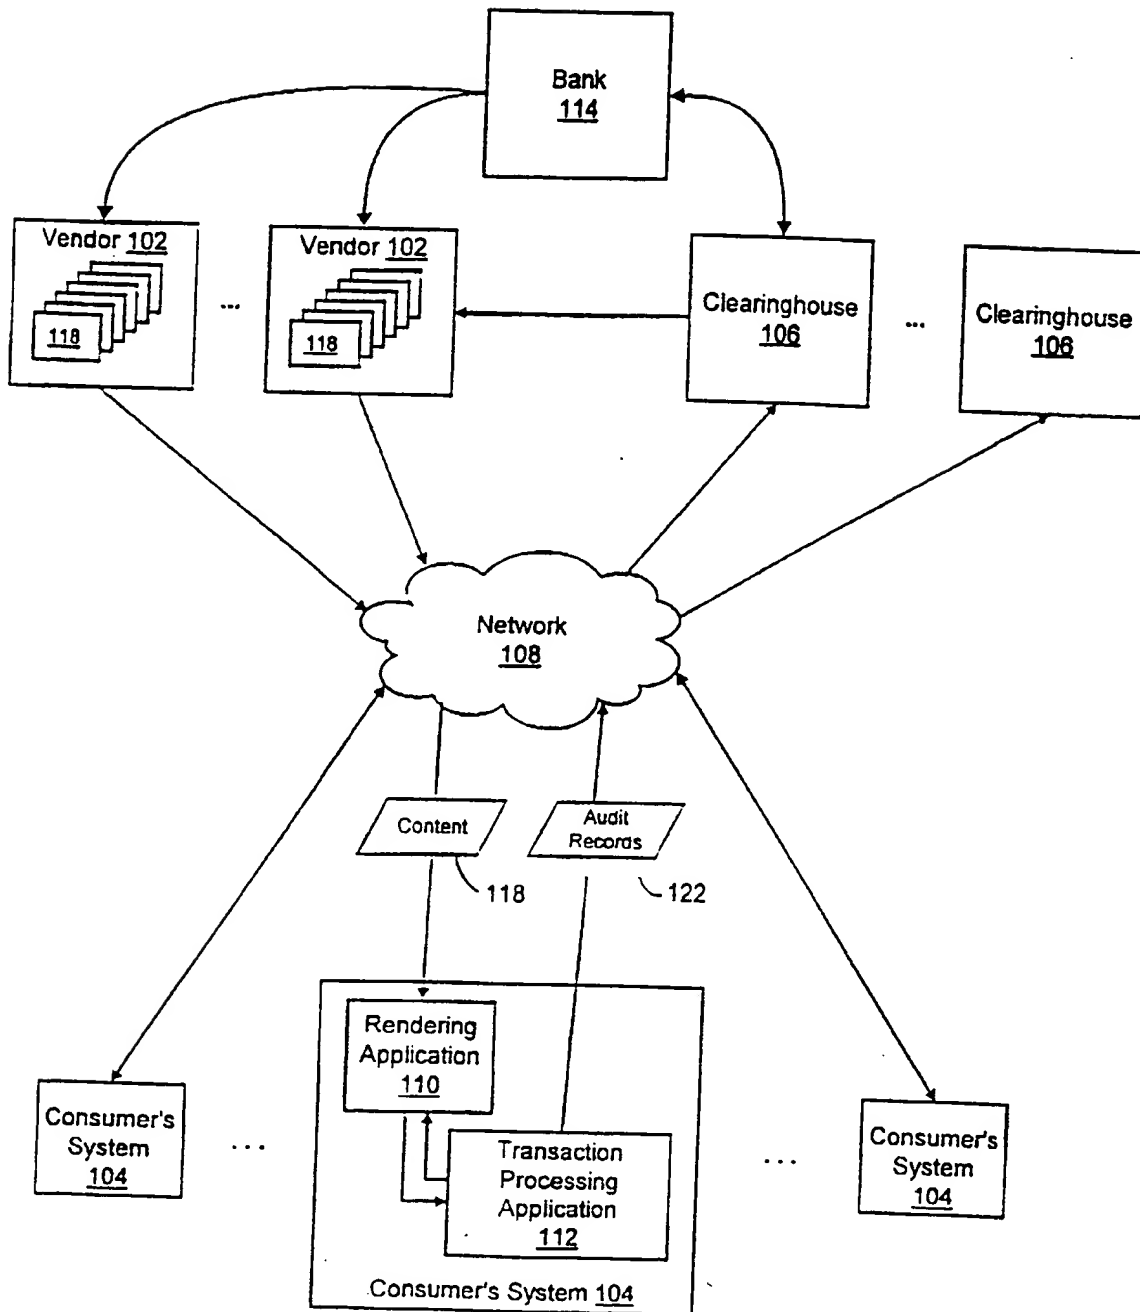 Bank
114
Vendor 102
118
...
Vendor 102
118
Clearinghouse
106
...
Clearinghouse
106
Network
108
Content
118
Audit
Records
122
Rendering
Application
110
Transaction
Processing
Application
112
Consumer's System 104
Consumer's
System
104
...
...
Consumer's
System
104